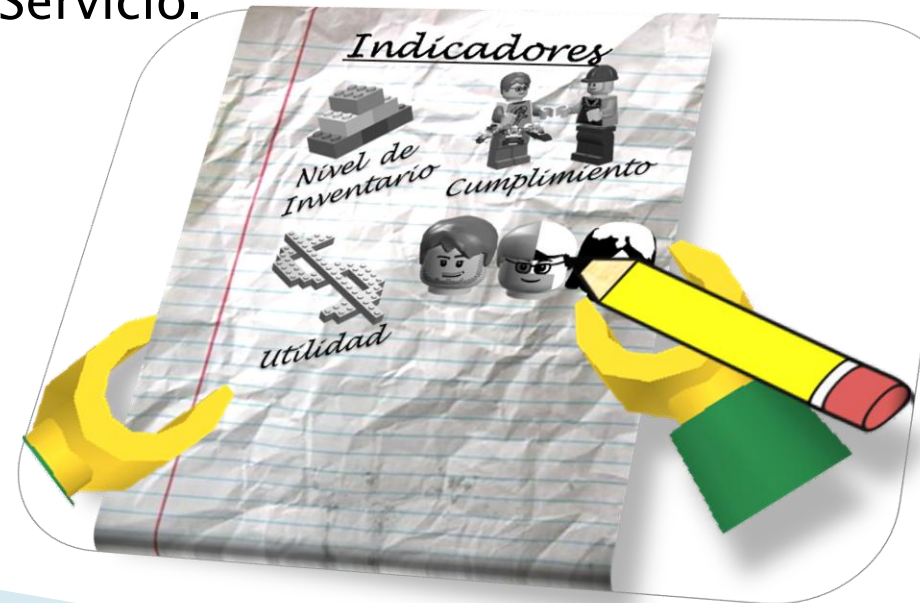 Servicio.
Indicadores
Nivel de
Inventario
Cumplimiento
Utilidad